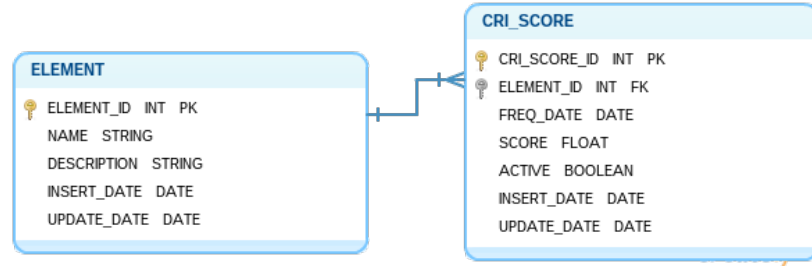 ELEMENT
ELEMENT_ID INT PK
NAME STRING
DESCRIPTION STRING
INSERT_DATE DATE
UPDATE_DATE DATE
CRI_SCORE
CRI_SCORE_ID INT PK
ELEMENT_ID INT FK
FREQ_DATE DATE
SCORE FLOAT
ACTIVE BOOLEAN
INSERT_DATE DATE
UPDATE_DATE DATE